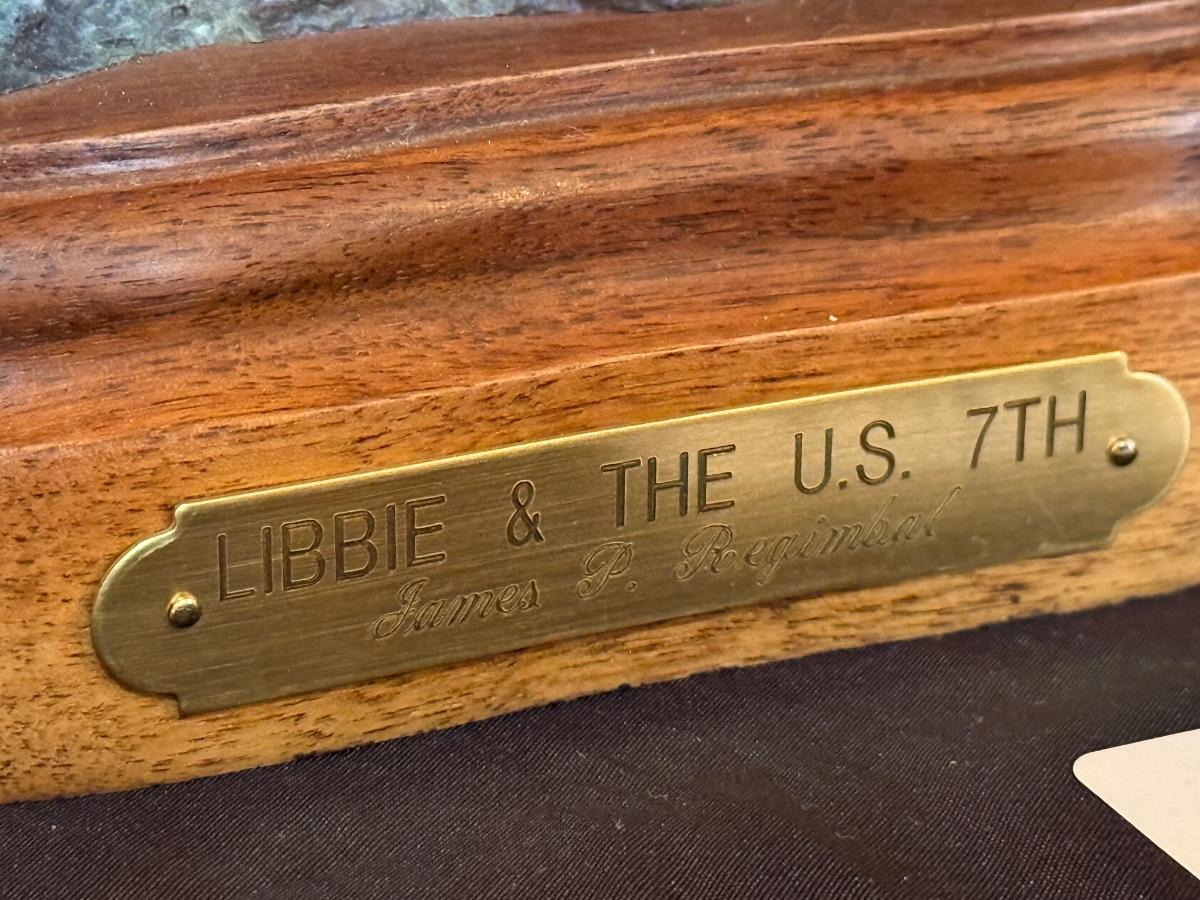 LIBBIE & THE U.S. 7TH
James P. Regimbal